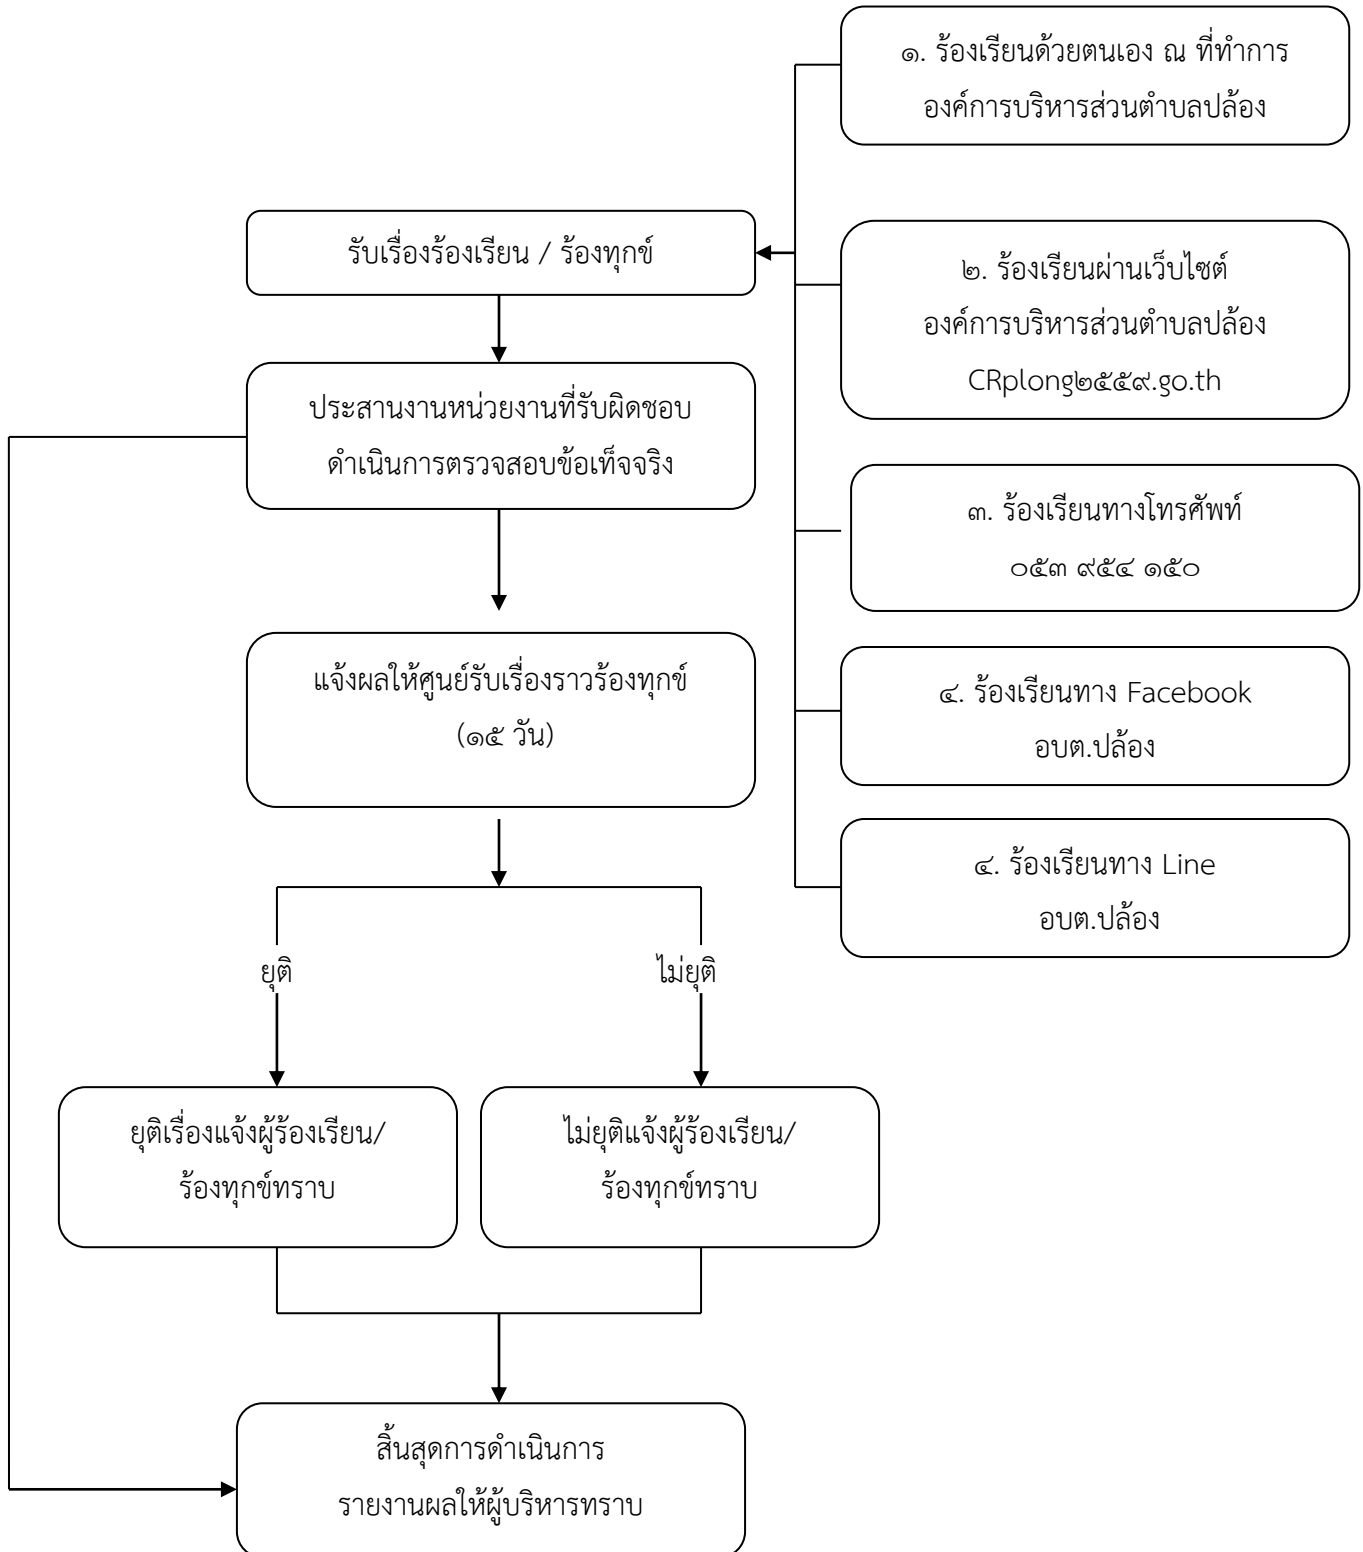 ๑. ร้องเรียนด้วยตนเอง ณ ที่ทำการ
องค์การบริหารส่วนตำบลปล้อง
๒. ร้องเรียนผ่านเว็บไซต์
องค์การบริหารส่วนตำบลปล้อง
CRplong๒๕๕๙.go.th
๓. ร้องเรียนทางโทรศัพท์
๐๕๓ ๙๕๔ ๑๕๐
๔. ร้องเรียนทาง Facebook
อบต.ปล้อง
๔. ร้องเรียนทาง Line
อบต.ปล้อง
รับเรื่องร้องเรียน / ร้องทุกข์
ประสานงานหน่วยงานที่รับผิดชอบ
ดำเนินการตรวจสอบข้อเท็จจริง
แจ้งผลให้ศูนย์รับเรื่องราวร้องทุกข์
(๑๕ วัน)
ยุติ
ไม่ยุติ
ยุติเรื่องแจ้งผู้ร้องเรียน/
ร้องทุกข์ทราบ
ไม่ยุติแจ้งผู้ร้องเรียน/
ร้องทุกข์ทราบ
สิ้นสุดการดำเนินการ
รายงานผลให้ผู้บริหารทราบ